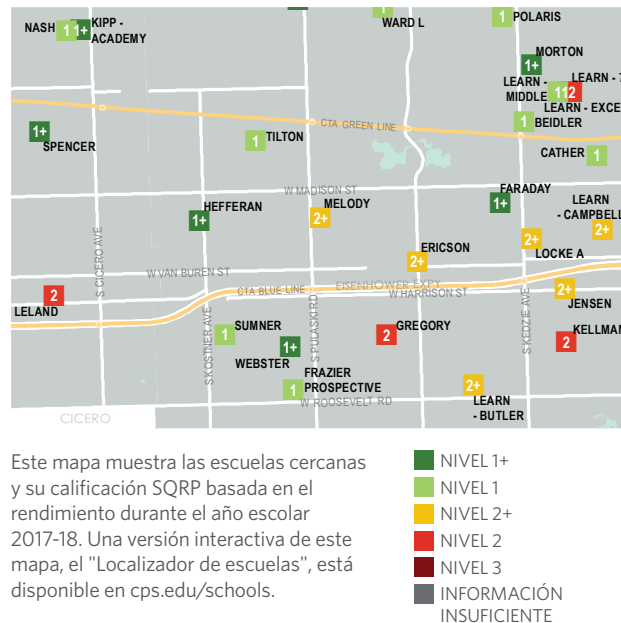 WARD L
POLARIS
NASH
1
1+
KIPP -
ACADEMY
1
1
MORTON
1+
LEARN - 7
LEARN -
MIDDLE
1
1
2
LEARN - EXCE
1
BEIDLER
CTA GREEN LINE
1+
SPENCER
1
TILTON
CATHER
1
W MADISON ST
HEFFERAN
1+
MELODY
2+
FARADAY
1+
LEARN
- CAMPBELL
2+
S CICERO AVE
ERICSON
2+
2+
LOCKE A
W VAN BUREN ST
CTA BLUE LINE
EISENHOWER EXPY
W HARRISON ST
2
LELAND
2+
JENSEN
S KOSTNER AVE
S PULASKI RD
S KEDZIE AVE
SUMNER
1
GREGORY
2
KELLMAN
2
WEBSTER
1+
FRAZIER
PROSPECTIVE
1
2+
LEARN
- BUTLER
W ROOSEVELT RD
CICERO
Este mapa muestra las escuelas cercanas
y su calificación SQRP basada en el
rendimiento durante el año escolar
2017-18. Una versión interactiva de este
mapa, el "Localizador de escuelas", está
disponible en cps.edu/schools.
NIVEL 1+
NIVEL 1
NIVEL 2+
NIVEL 2
NIVEL 3
INFORMACIÓN
INSUFICIENTE